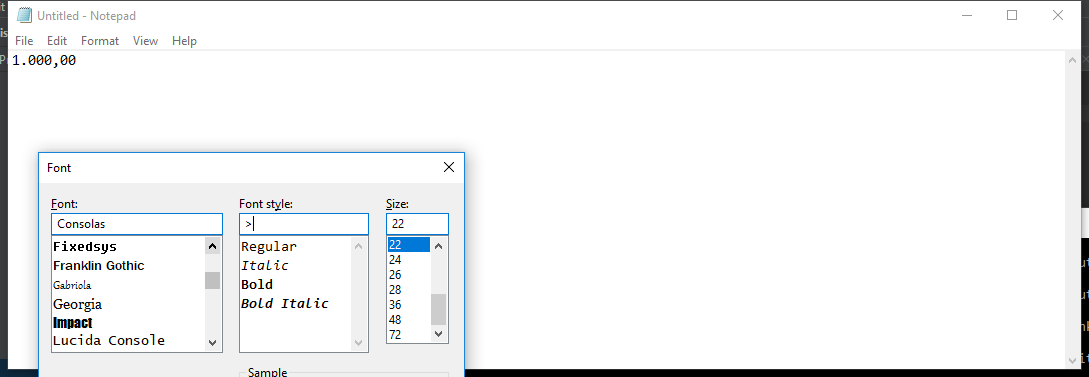 Untitled - Notepad
File Edit Format View Help
1.000,00
Font
Font: Font style: Size:
Consolas > 22
Fixedsys Regular 22
Franklin Gothic Italic 24
Gabriola Bold 26
Georgia Bold Italic 28
Impact 36
Lucida Console 48
72
Sample